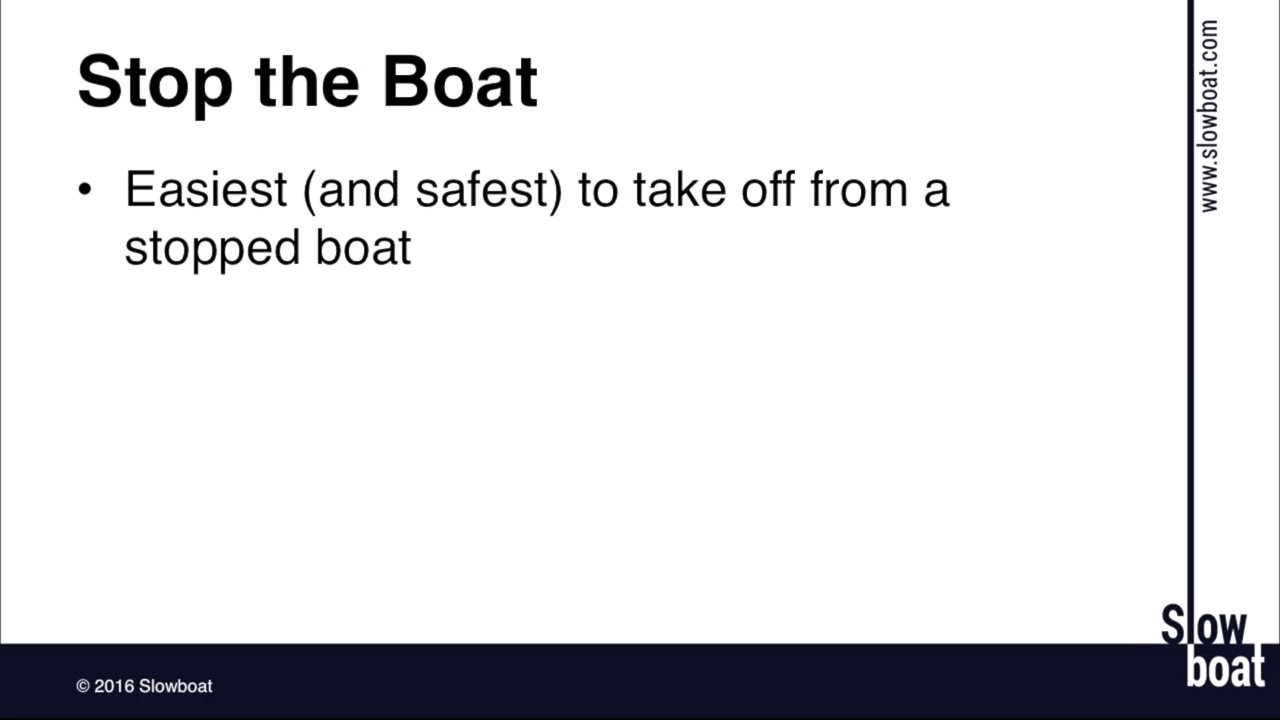 Stop the Boat
• Easiest (and safest) to take off from a
stopped boat
www.slowboat.com
Slow
boat
© 2016 Slowboat